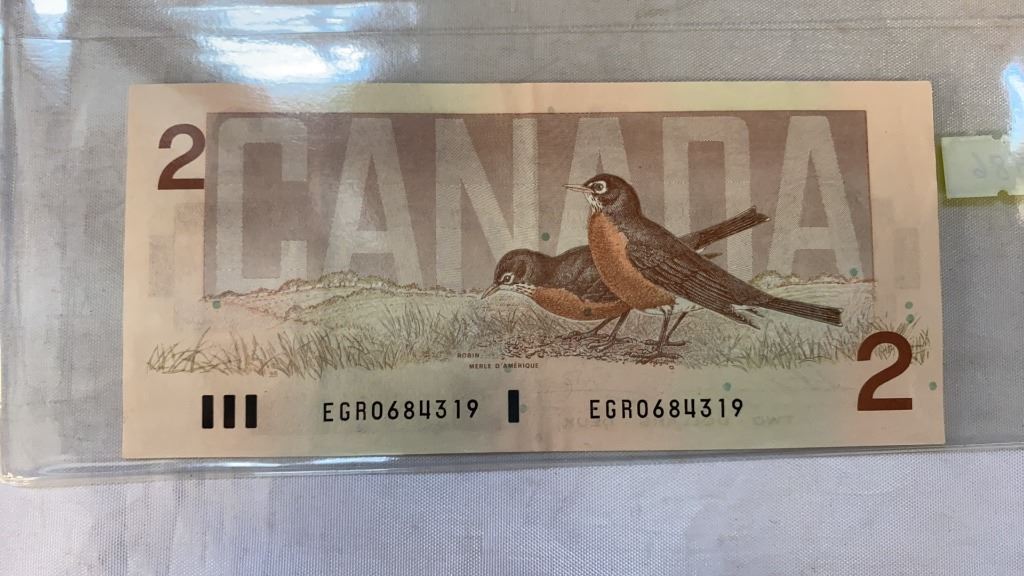 2
CANADA
ROBIN
MERLE D'AMÉRIQUE
2
EGR0684319 EGR0684319